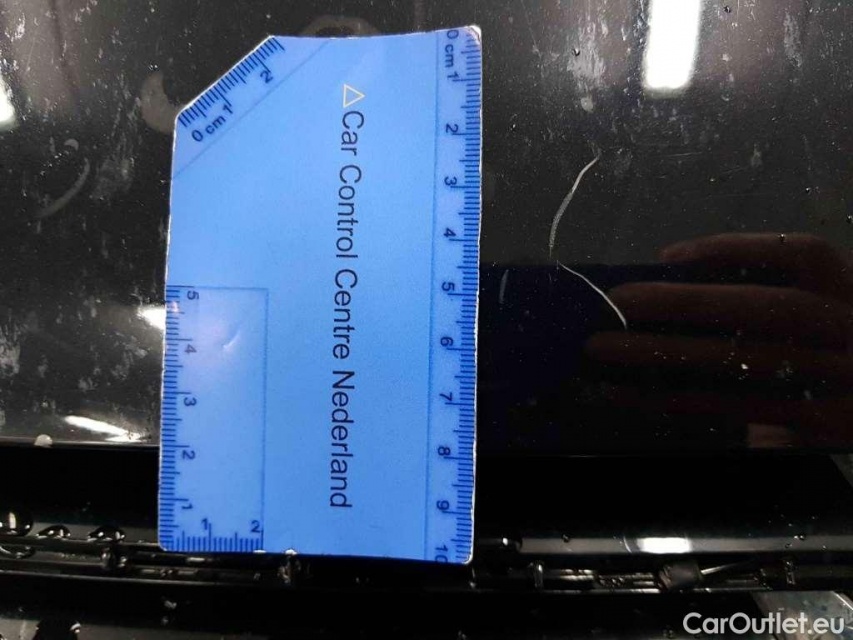 0 cm 1 2
0 cm 1 2 3 4 5 6 7 8 9 10
△Car Control Centre Nederland
5 4 3 2 1
1 2
CarOutlet.eu